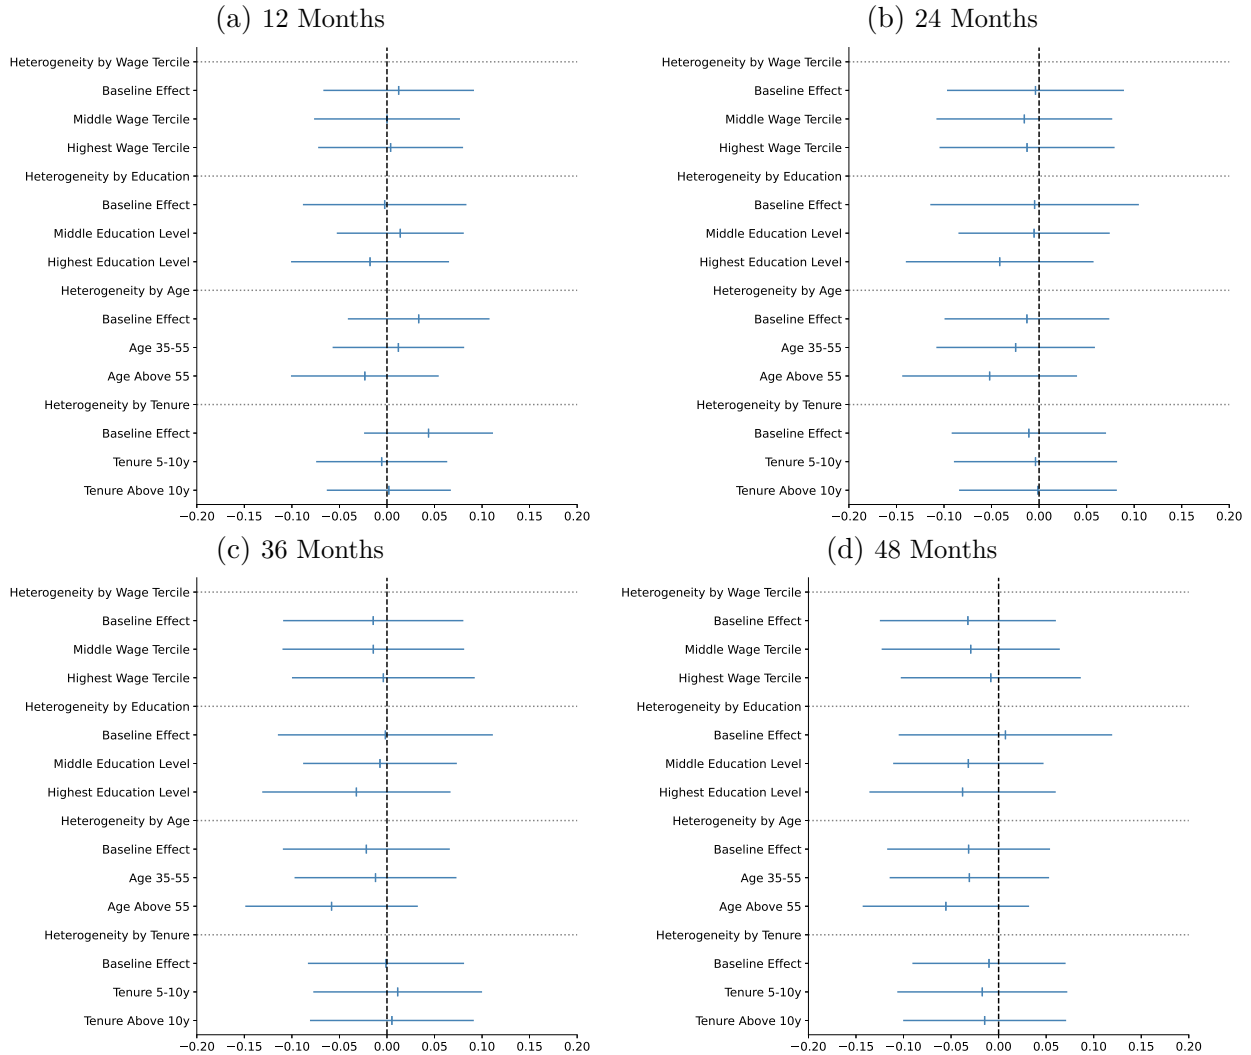 (a) 12 Months
Heterogeneity by Wage Tercile
Baseline Effect
Middle Wage Tercile
Highest Wage Tercile
Heterogeneity by Education
Baseline Effect
Middle Education Level
Highest Education Level
Heterogeneity by Age
Baseline Effect
Age 35-55
Age Above 55
Heterogeneity by Tenure
Baseline Effect
Tenure 5-10y
Tenure Above 10y
−0.20 −0.15 −0.10 −0.05 0.00 0.05 0.10 0.15 0.20
(b) 24 Months
Heterogeneity by Wage Tercile
Baseline Effect
Middle Wage Tercile
Highest Wage Tercile
Heterogeneity by Education
Baseline Effect
Middle Education Level
Highest Education Level
Heterogeneity by Age
Baseline Effect
Age 35-55
Age Above 55
Heterogeneity by Tenure
Baseline Effect
Tenure 5-10y
Tenure Above 10y
−0.20 −0.15 −0.10 −0.05 0.00 0.05 0.10 0.15 0.20
(c) 36 Months
Heterogeneity by Wage Tercile
Baseline Effect
Middle Wage Tercile
Highest Wage Tercile
Heterogeneity by Education
Baseline Effect
Middle Education Level
Highest Education Level
Heterogeneity by Age
Baseline Effect
Age 35-55
Age Above 55
Heterogeneity by Tenure
Baseline Effect
Tenure 5-10y
Tenure Above 10y
−0.20 −0.15 −0.10 −0.05 0.00 0.05 0.10 0.15 0.20
(d) 48 Months
Heterogeneity by Wage Tercile
Baseline Effect
Middle Wage Tercile
Highest Wage Tercile
Heterogeneity by Education
Baseline Effect
Middle Education Level
Highest Education Level
Heterogeneity by Age
Baseline Effect
Age 35-55
Age Above 55
Heterogeneity by Tenure
Baseline Effect
Tenure 5-10y
Tenure Above 10y
−0.20 −0.15 −0.10 −0.05 0.00 0.05 0.10 0.15 0.20